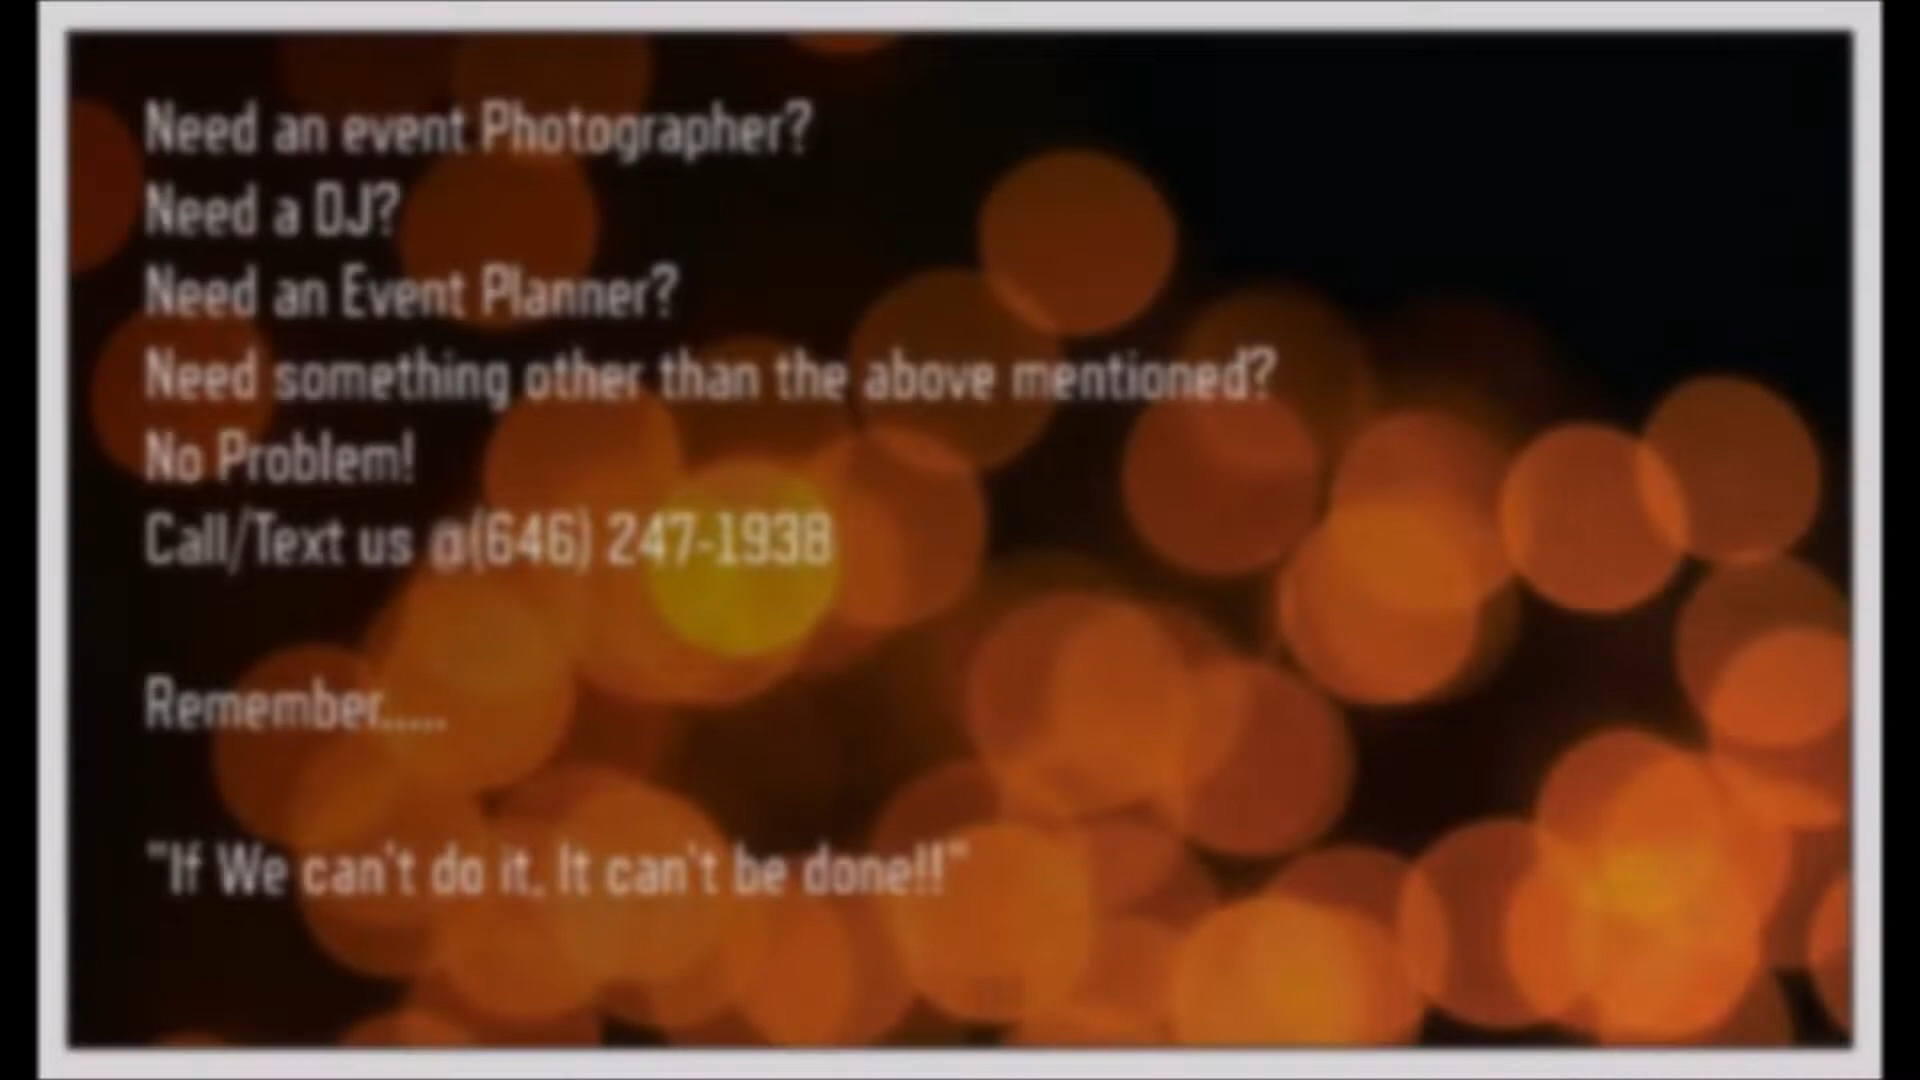 Need an event Photographer?
Need a DJ?
Need an Event Planner?
Need something other than the above mentioned?
No Problem!
Call/Text us @(646) 247-1938
Remember.....
"If We can't do it, It can't be done!!"